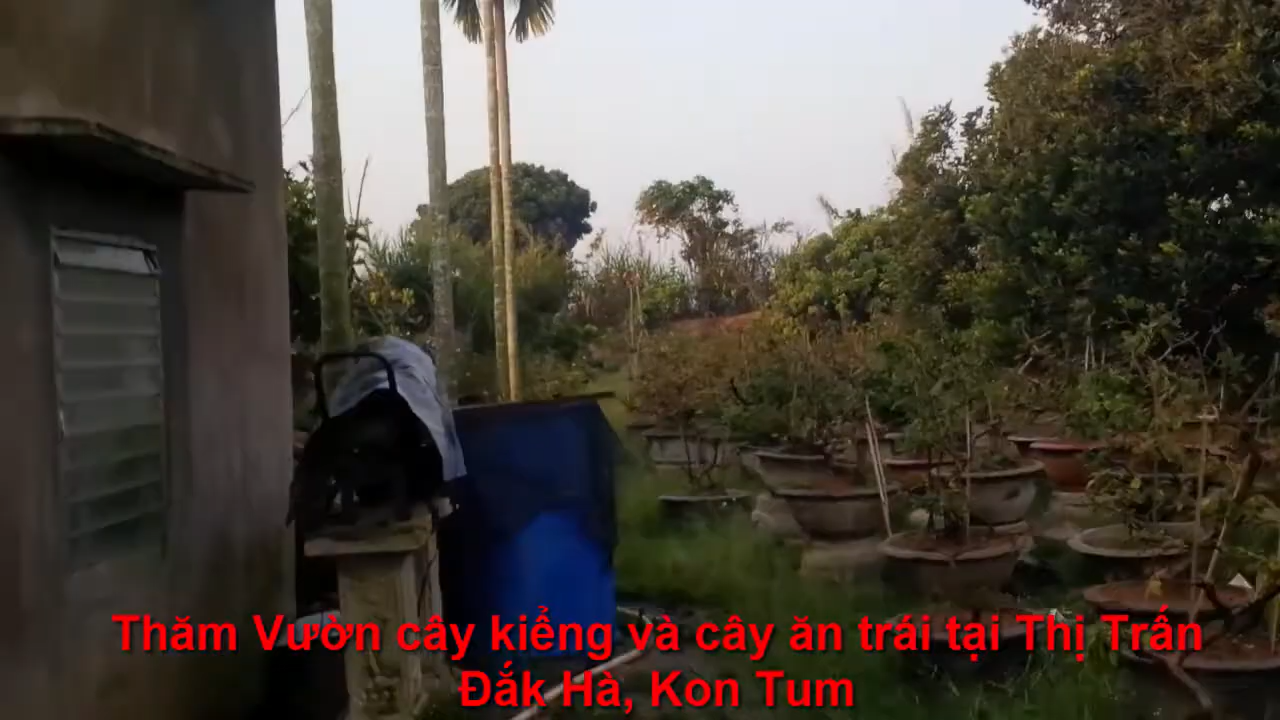 Thăm Vườn cây kiểng và cây ăn trái tại Thị Trấn
Đắk Hà, Kon Tum